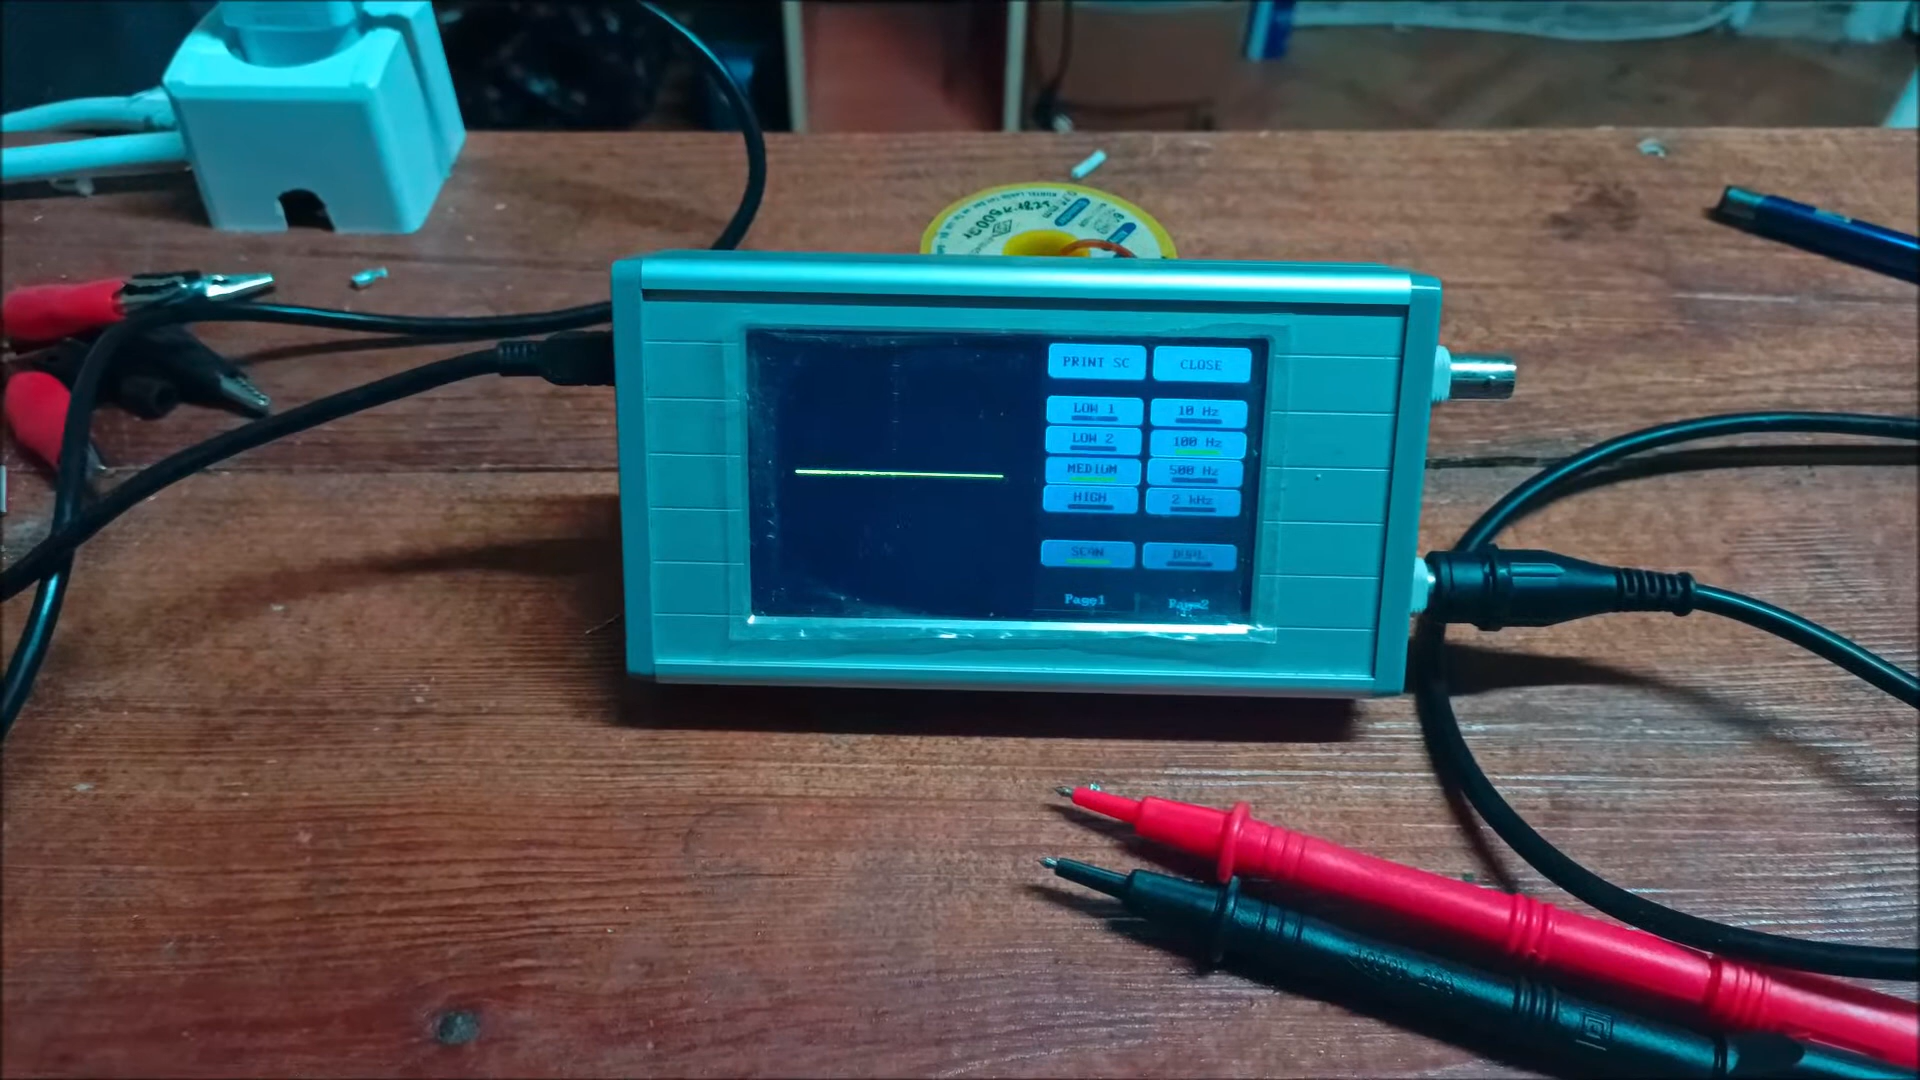 PRINT SC
CLOSE
LOW 1
10 Hz
LOW 2
100 Hz
MEDIUM
500 Hz
HIGH
2 kHz
SCAN
DUAL
Page1
Page2
500gr